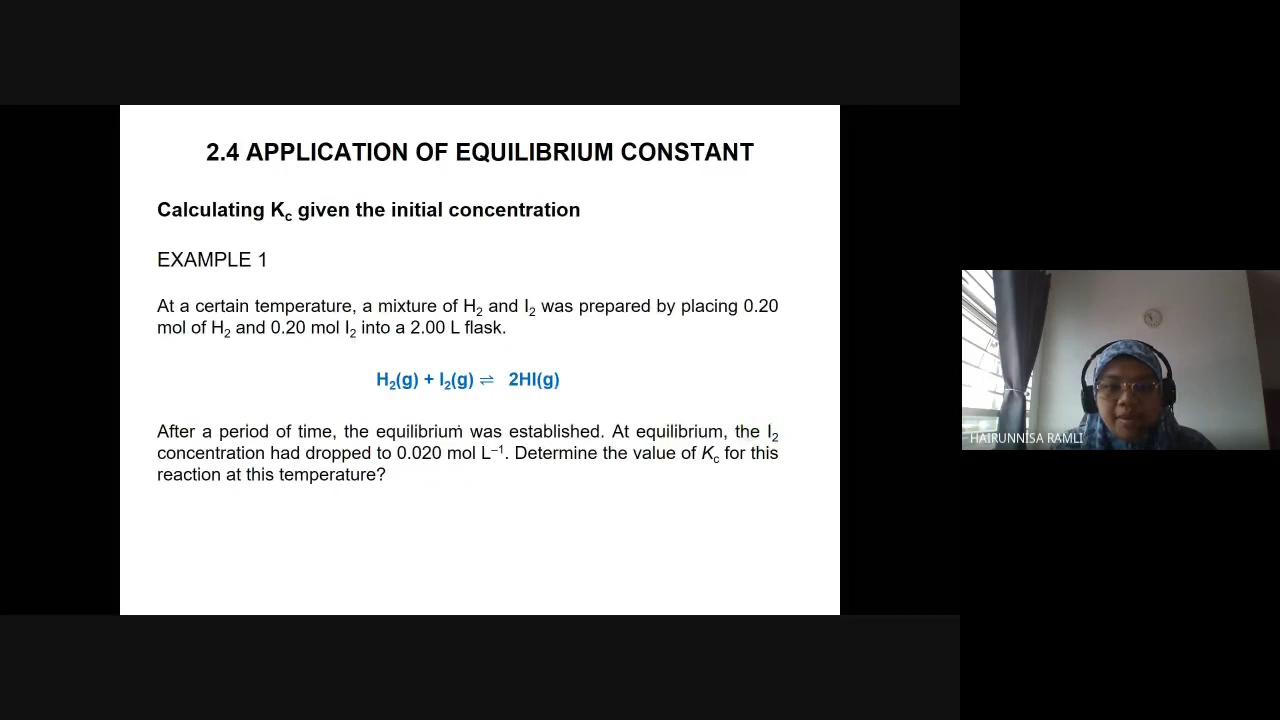 2.4 APPLICATION OF EQUILIBRIUM CONSTANT
Calculating Kc given the initial concentration
EXAMPLE 1
At a certain temperature, a mixture of H₂ and I₂ was prepared by placing 0.20
mol of H₂ and 0.20 mol I₂ into a 2.00 L flask.
H₂(g) + I₂(g) ⇌ 2HI(g)
After a period of time, the equilibrium was established. At equilibrium, the I₂
concentration had dropped to 0.020 mol L⁻¹. Determine the value of Kc for this
reaction at this temperature?
HAIRUNNISA RAMLI